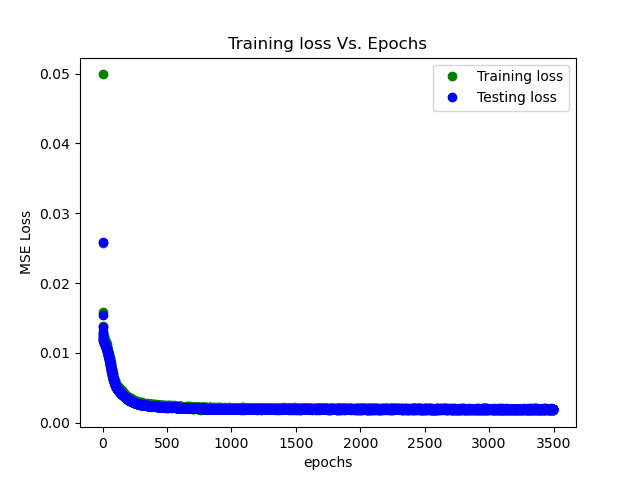 Training loss Vs. Epochs
Training loss
Testing loss
MSE Loss
0.05
0.04
0.03
0.02
0.01
0.00
0 500 1000 1500 2000 2500 3000 3500
epochs